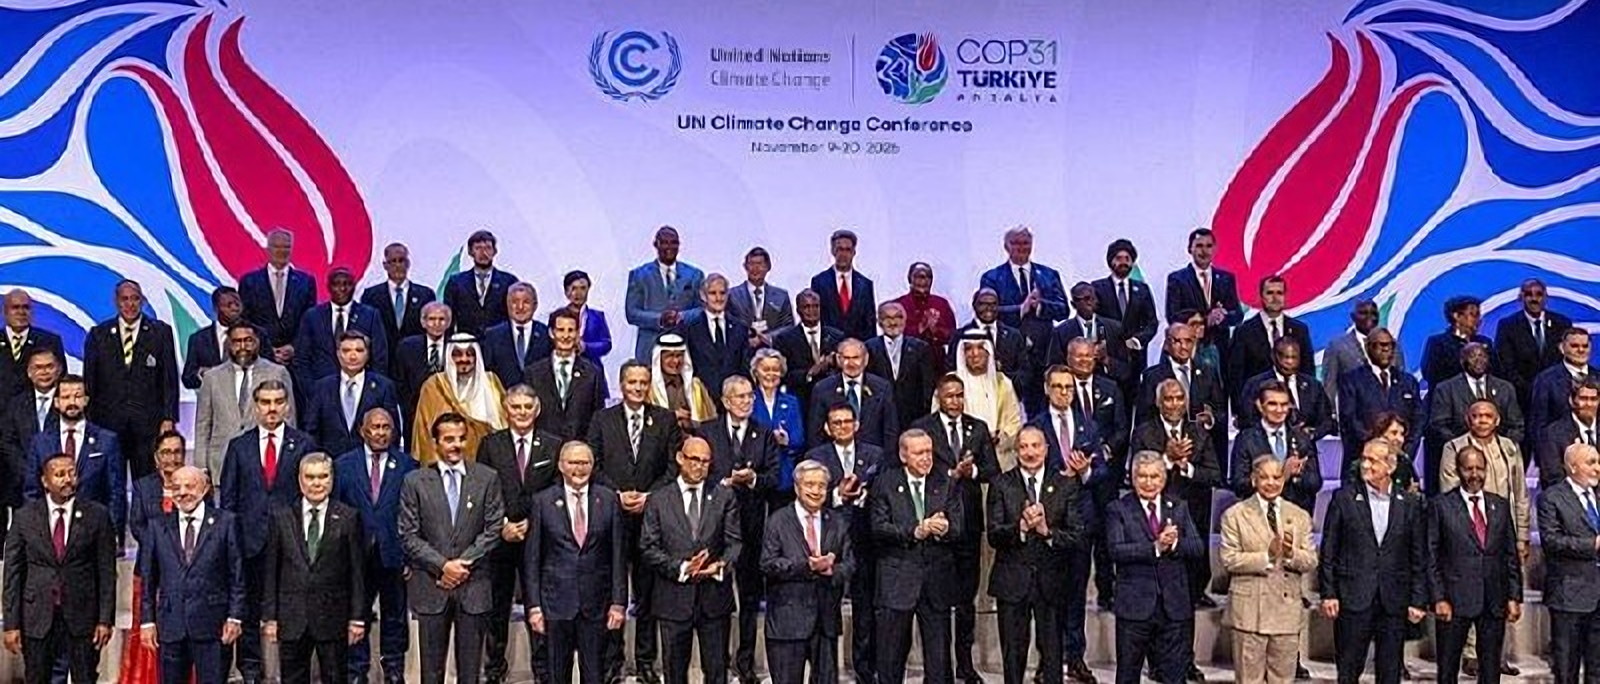 United Nations
Climate Change
COP31
TÜRKİYE
ANTALYA
UN Climate Change Conference
November 9-20 2026